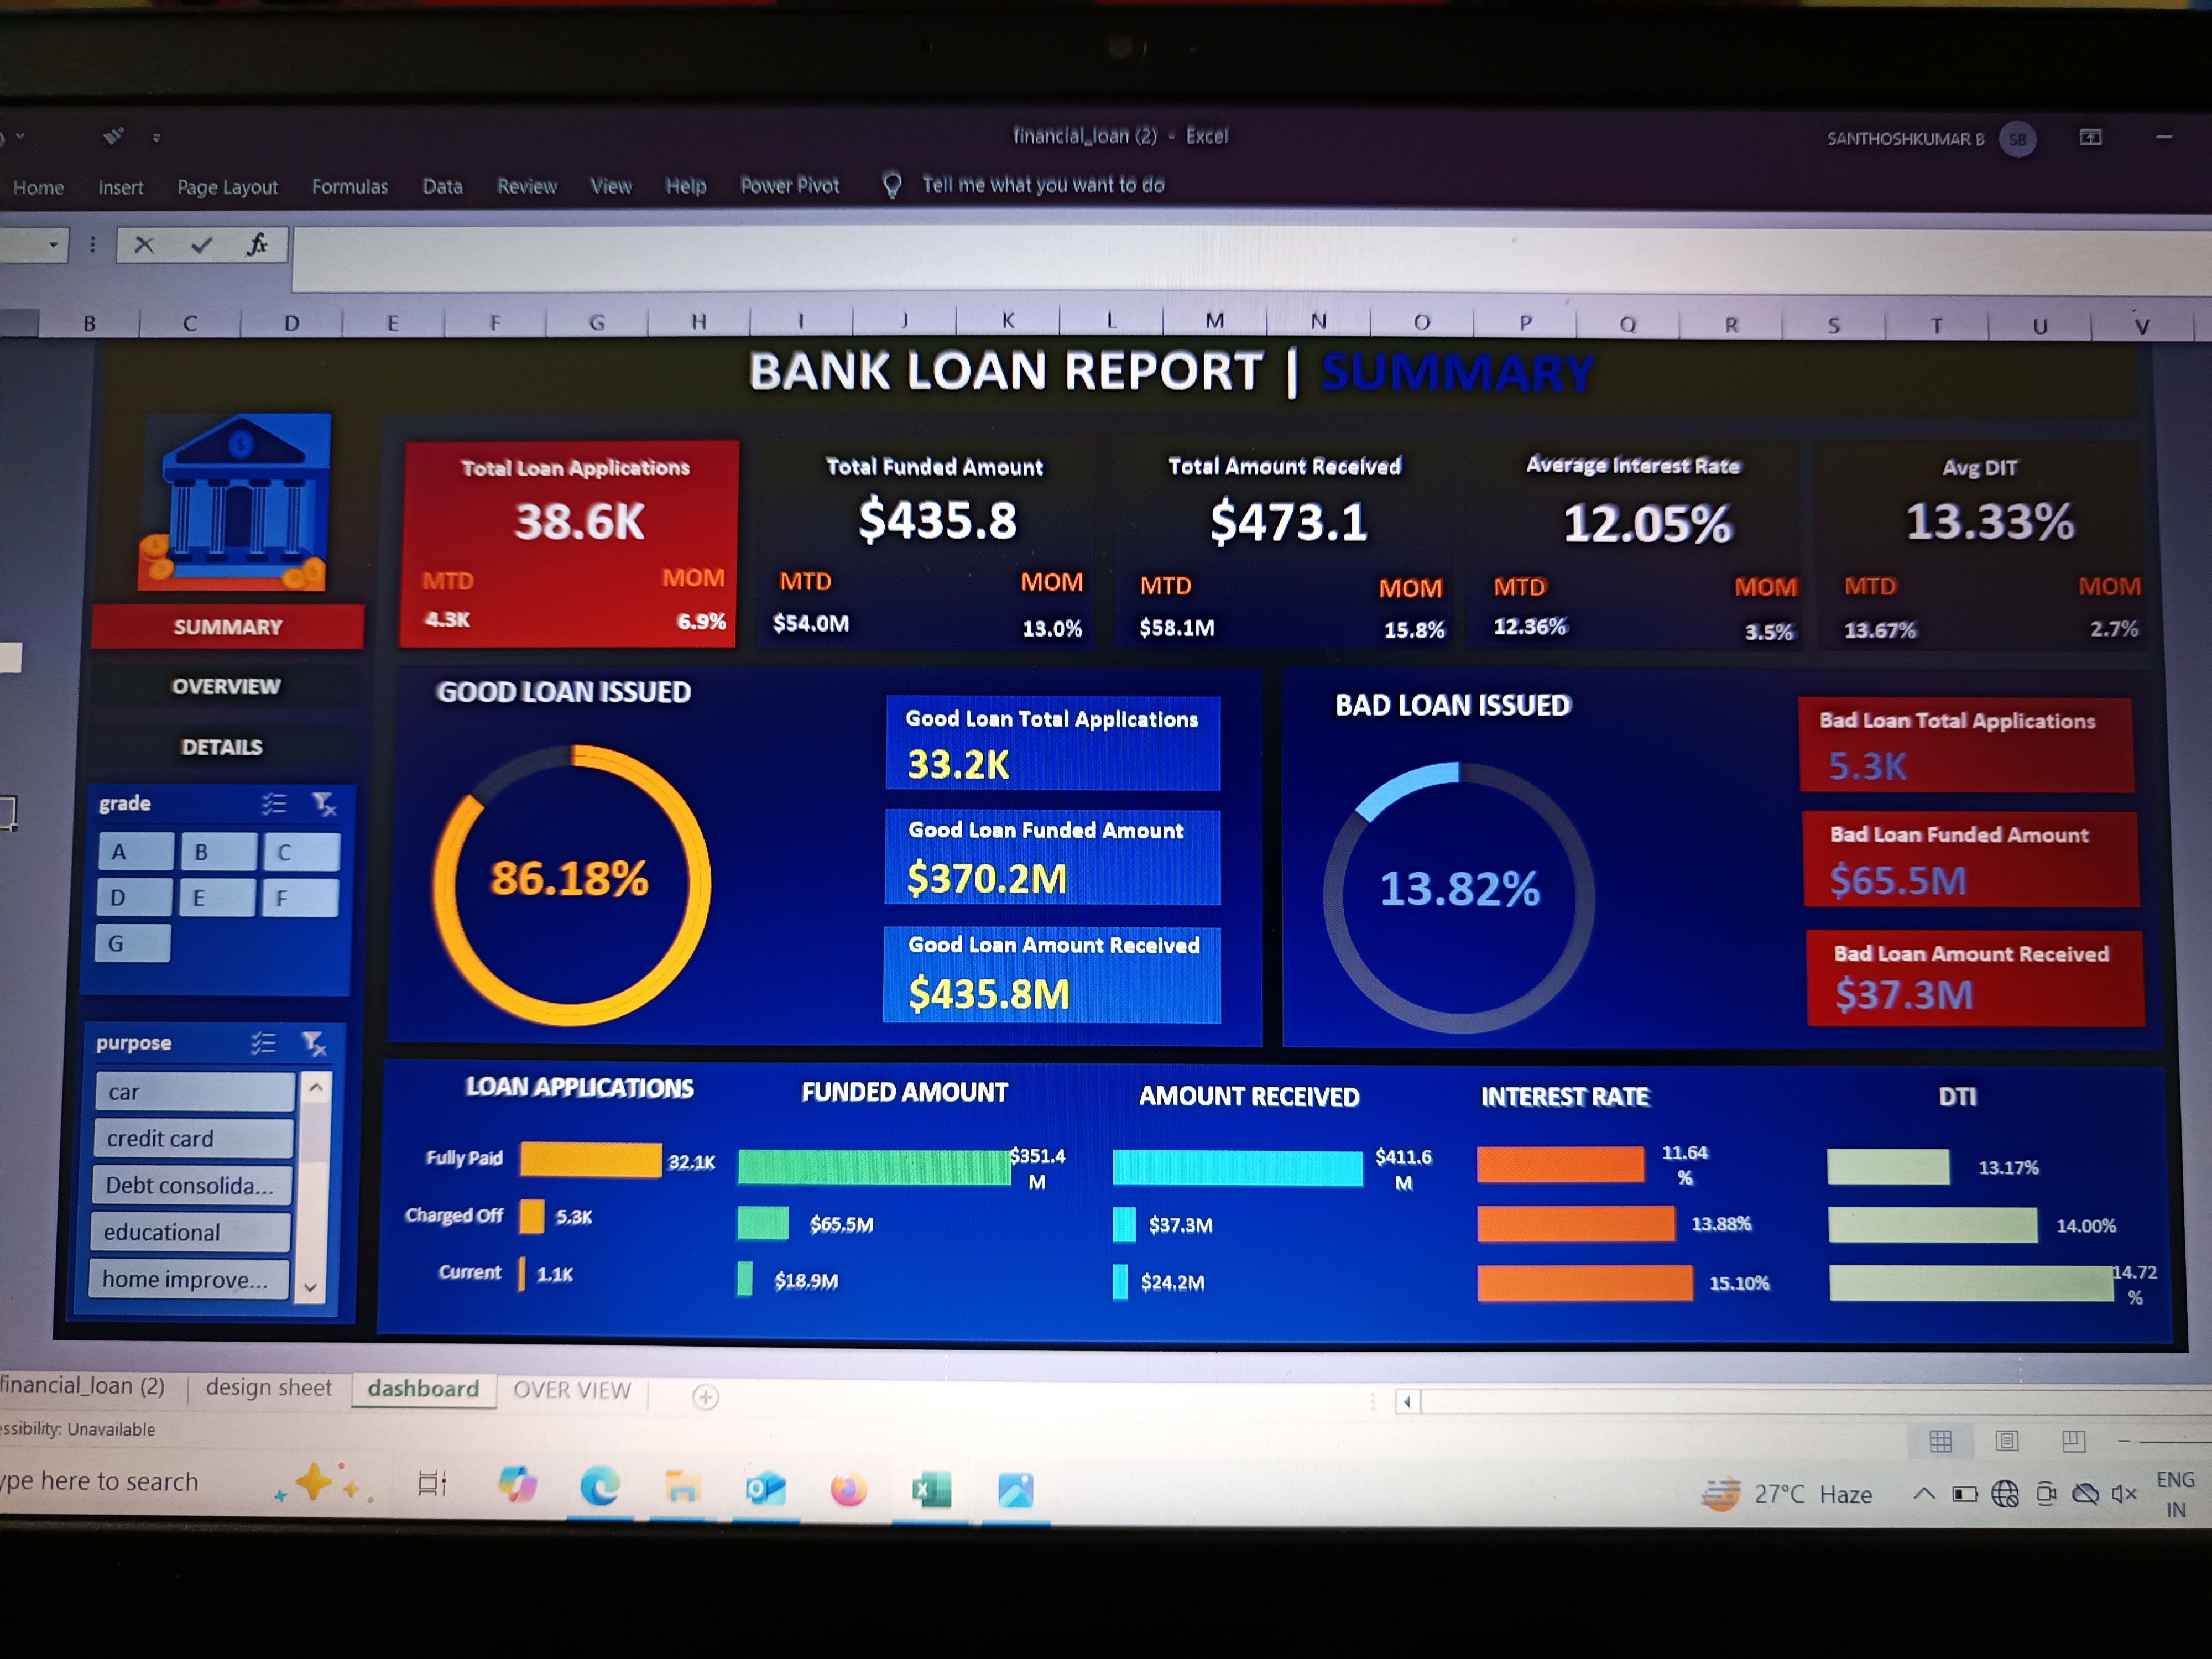 financial_loan (2) - Excel
SANTHOSHKUMAR B
SB
Home Insert Page Layout Formulas Data Review View Help Power Pivot Tell me what you want to do
fx
B C D E F G H I J K L M N O P Q R S T U V
BANK LOAN REPORT | SUMMARY
Total Loan Applications
38.6K
MTD MOM
4.3K 6.9%
Total Funded Amount
$435.8
MTD MOM
$54.0M 13.0%
Total Amount Received
$473.1
MTD MOM
$58.1M 15.8%
Average Interest Rate
12.05%
MTD MOM
12.36% 3.5%
Avg DIT
13.33%
MTD MOM
13.67% 2.7%
SUMMARY
OVERVIEW
DETAILS
grade
A B C
D E F
G
purpose
car
credit card
Debt consolida...
educational
home improve...
GOOD LOAN ISSUED
86.18%
Good Loan Total Applications
33.2K
Good Loan Funded Amount
$370.2M
Good Loan Amount Received
$435.8M
BAD LOAN ISSUED
13.82%
Bad Loan Total Applications
5.3K
Bad Loan Funded Amount
$65.5M
Bad Loan Amount Received
$37.3M
LOAN APPLICATIONS
Fully Paid 32.1K
Charged Off 5.3K
Current 1.1K
FUNDED AMOUNT
$351.4
M
$65.5M
$18.9M
AMOUNT RECEIVED
$411.6
M
$37.3M
$24.2M
INTEREST RATE
11.64
%
13.88%
15.10%
DTI
13.17%
14.00%
14.72
%
financial_loan (2) design sheet dashboard OVER VIEW
essibility: Unavailable
ype here to search
27°C Haze
ENG
IN